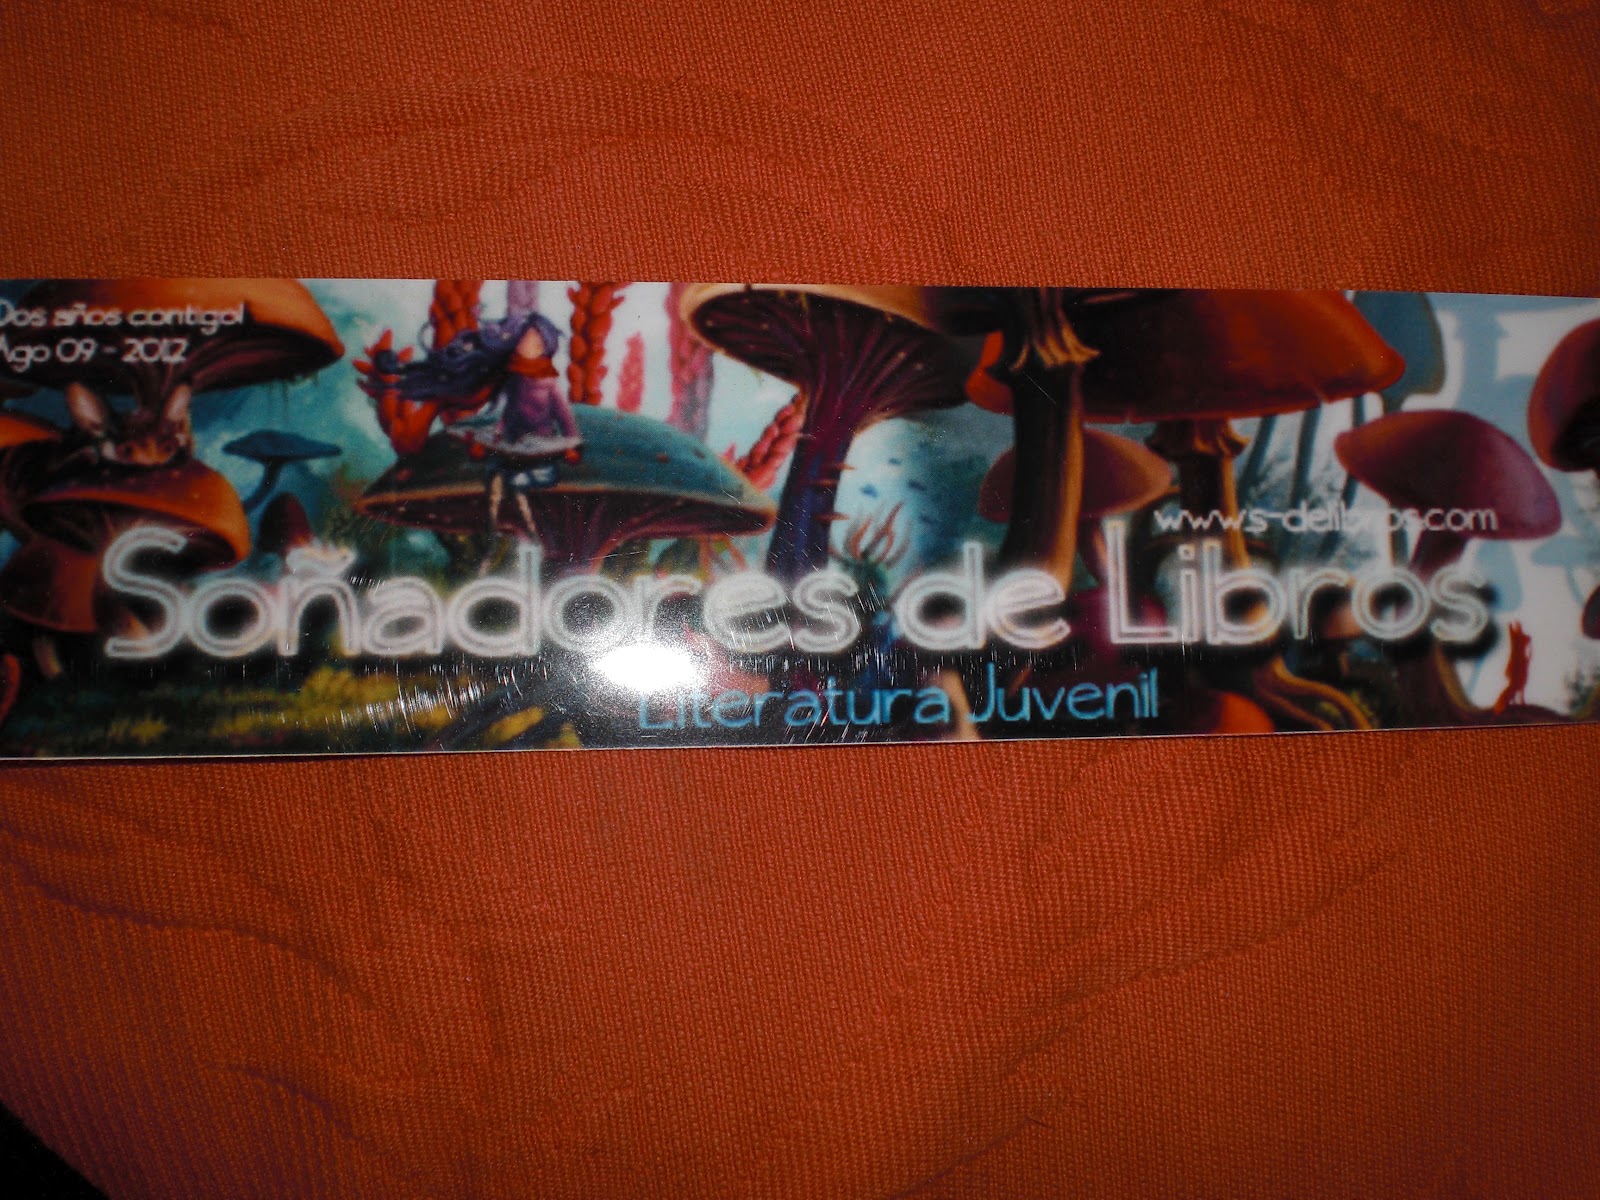 Dos años contigo!
Ago 09 - 2012
www.s-delibros.com
Soñadores de Libros
Literatura Juvenil